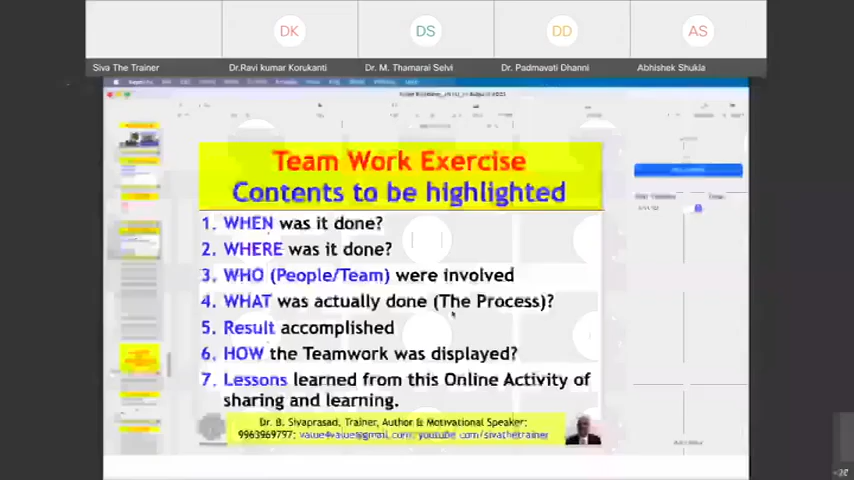 DK
DS
DD
AS
Siva The Trainer
Dr.Ravi kumar Korukanti
Dr. M. Thamarai Selvi
Dr. Padmavati Dhanni
Abhishek Shukla
Team Work Exercise
Contents to be highlighted
1. WHEN was it done?
2. WHERE was it done?
3. WHO (People/Team) were involved
4. WHAT was actually done (The Process)?
5. Result accomplished
6. HOW the Teamwork was displayed?
7. Lessons learned from this Online Activity of
sharing and learning.
Dr. B. Sivaprasad, Trainer, Author & Motivational Speaker:
9963969797; value4value@gmail.com; youtube.com/sivathetrainer